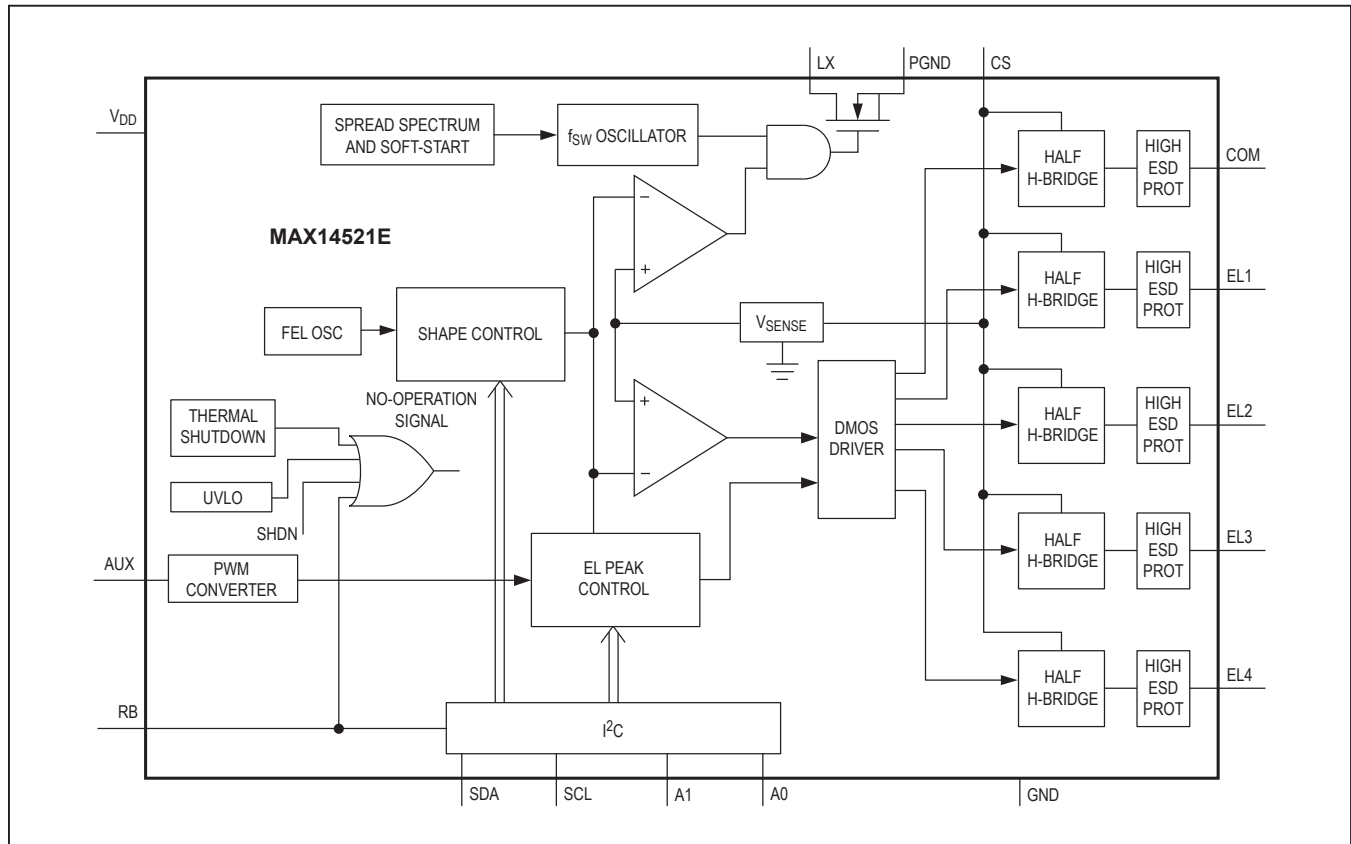 LX
PGND
CS
VDD
SPREAD SPECTRUM
AND SOFT-START
fSW OSCILLATOR
HALF
H-BRIDGE
HIGH
ESD
PROT
COM
MAX14521E
−
+
HALF
H-BRIDGE
HIGH
ESD
PROT
EL1
FEL OSC
SHAPE CONTROL
VSENSE
NO-OPERATION
SIGNAL
THERMAL
SHUTDOWN
UVLO
SHDN
+
−
DMOS
DRIVER
HALF
H-BRIDGE
HIGH
ESD
PROT
EL2
HALF
H-BRIDGE
HIGH
ESD
PROT
EL3
AUX
PWM
CONVERTER
EL PEAK
CONTROL
HALF
H-BRIDGE
HIGH
ESD
PROT
EL4
RB
I2C
SDA
SCL
A1
A0
GND